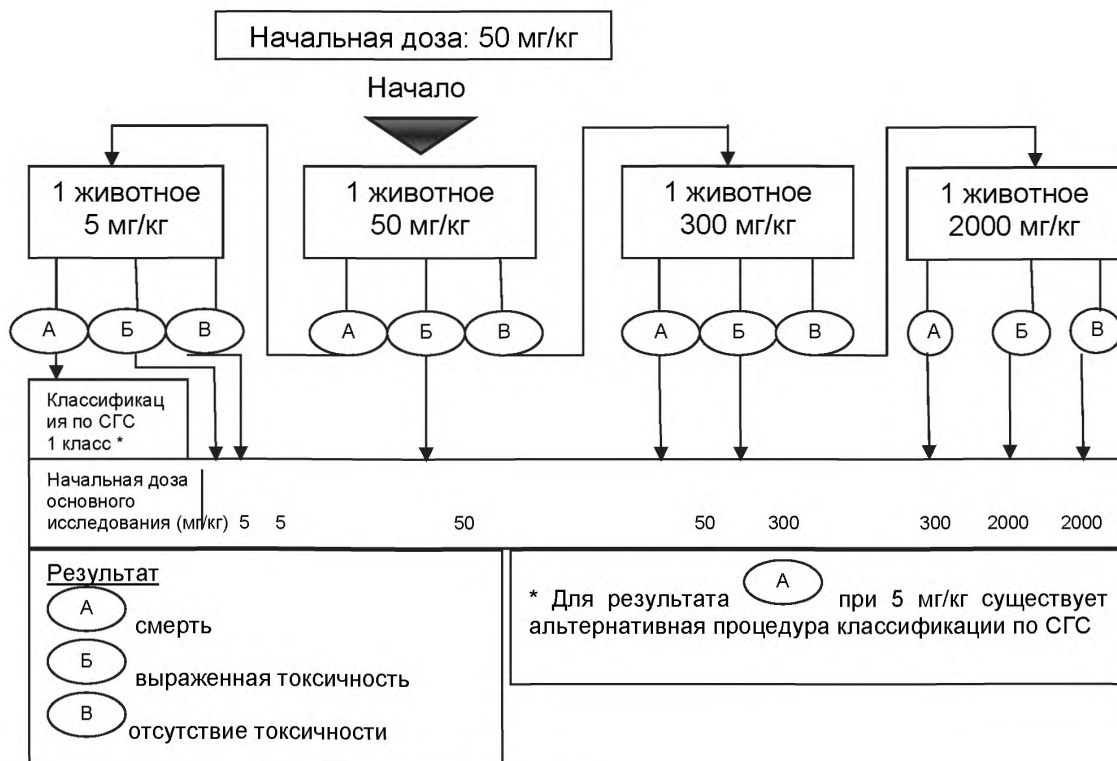 Начальная доза: 50 мг/кг
Начало
1 животное
5 мг/кг
1 животное
50 мг/кг
1 животное
300 мг/кг
1 животное
2000 мг/кг
А Б В А Б В А Б В А Б В
Классификац
ия по СГС
1 класс *
Начальная доза
основного
исследования (мг/кг) 5 5 50 50 300 300 2000 2000
Результат
А смерть
Б выраженная токсичность
В отсутствие токсичности
* Для результата А при 5 мг/кг существует
альтернативная процедура классификации по СГС